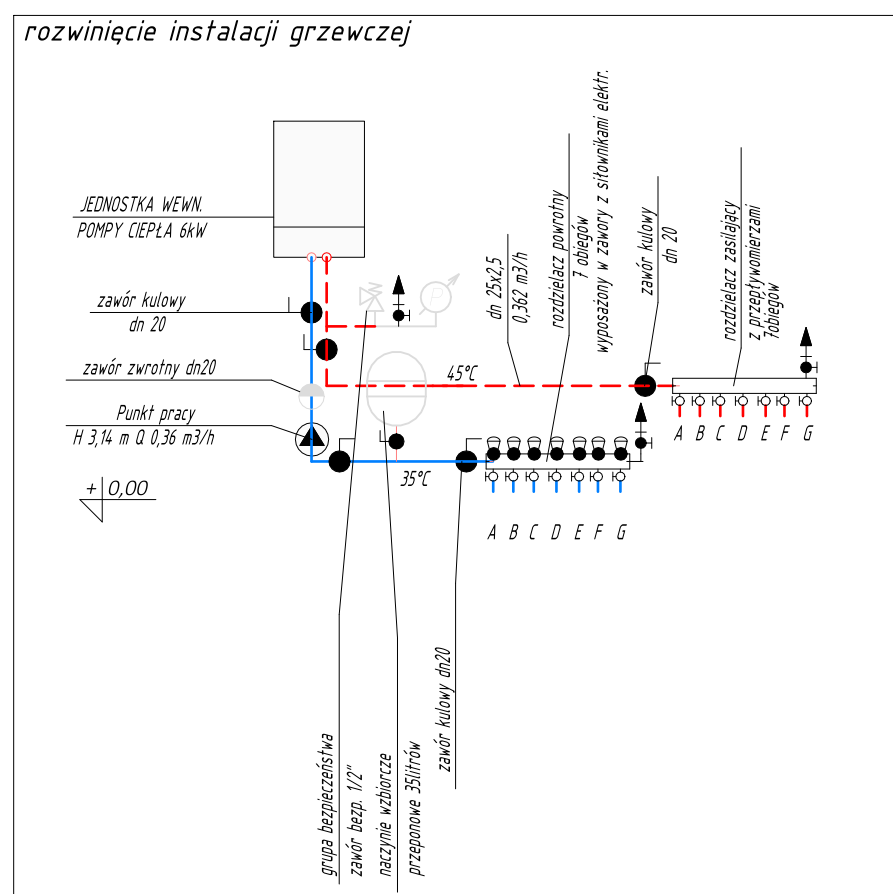 rozwinięcie instalacji grzewczej
JEDNOSTKA WEWN.
POMPY CIEPŁA 6kW
zawór kulowy
dn 20
zawór zwrotny dn20
Punkt pracy
H 3,14 m Q 0,36 m3/h
+ 0,00
P
45°C
35°C
dn 25x2,5
0,362 m3/h
rozdzielacz powrotny
7 obiegów
wyposażony w zawory z siłownikami elektr.
zawór kulowy
dn 20
rozdzielacz zasilający
z przepływomierzami
7obiegów
A B C D E F G
A B C D E F G
grupa bezpieczeństwa
zawór bezp. 1/2"
naczynie wzbiorcze
przeponowe 35litrów
zawór kulowy dn20